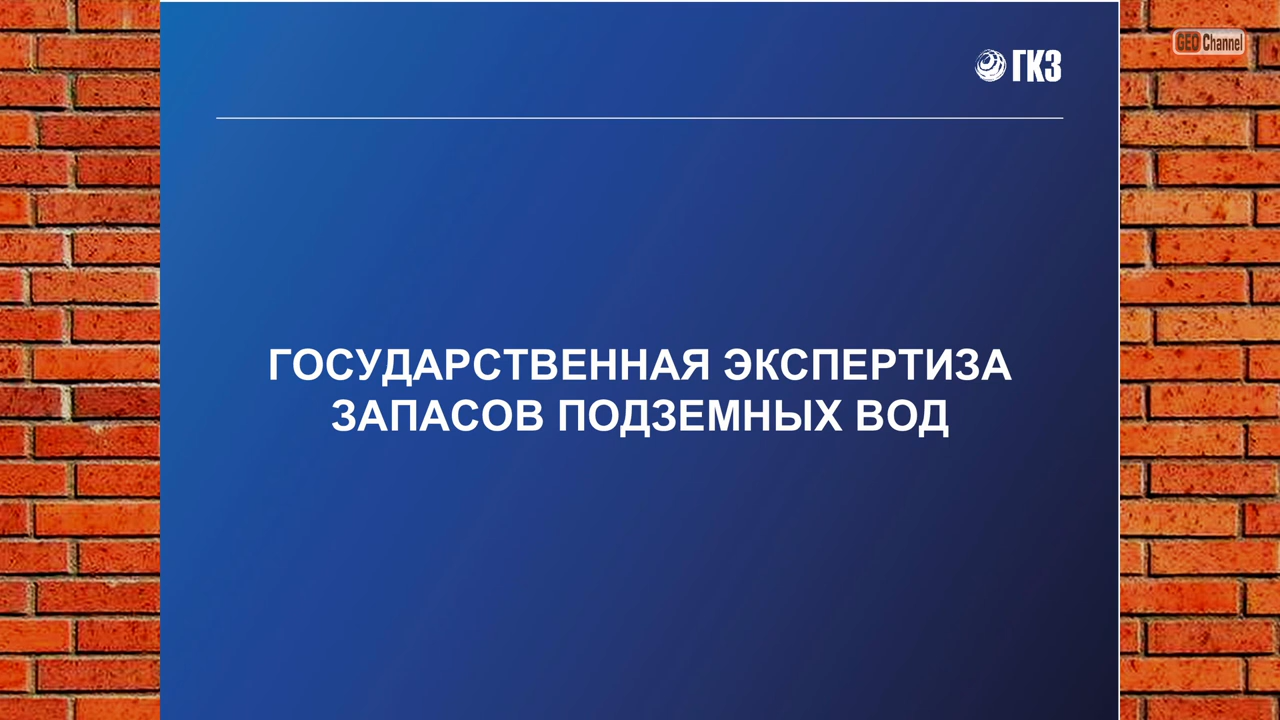 GEO Channel
ГКЗ
ГОСУДАРСТВЕННАЯ ЭКСПЕРТИЗА
ЗАПАСОВ ПОДЗЕМНЫХ ВОД